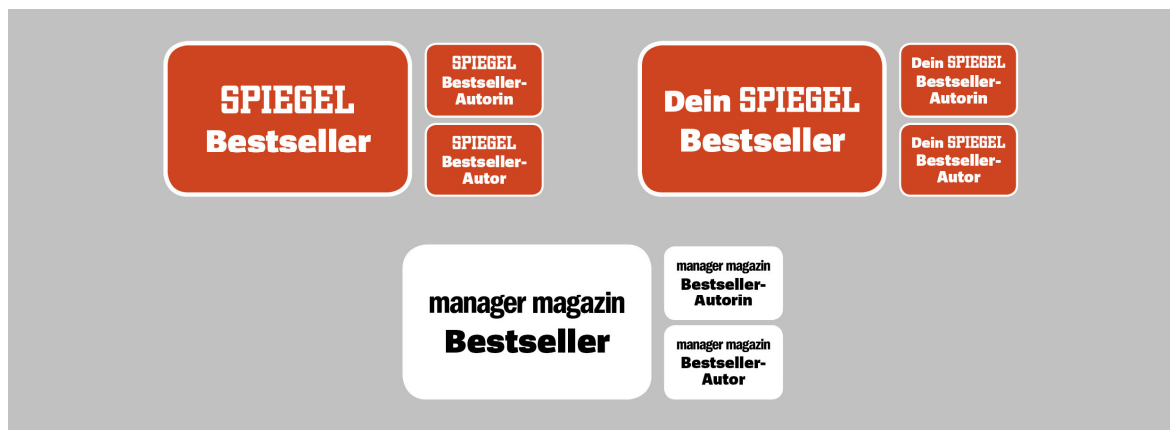 SPIEGEL
Bestseller
SPIEGEL
Bestseller-
Autorin
SPIEGEL
Bestseller-
Autor
Dein SPIEGEL
Bestseller
Dein SPIEGEL
Bestseller-
Autorin
Dein SPIEGEL
Bestseller-
Autor
manager magazin
Bestseller
manager magazin
Bestseller-
Autorin
manager magazin
Bestseller-
Autor